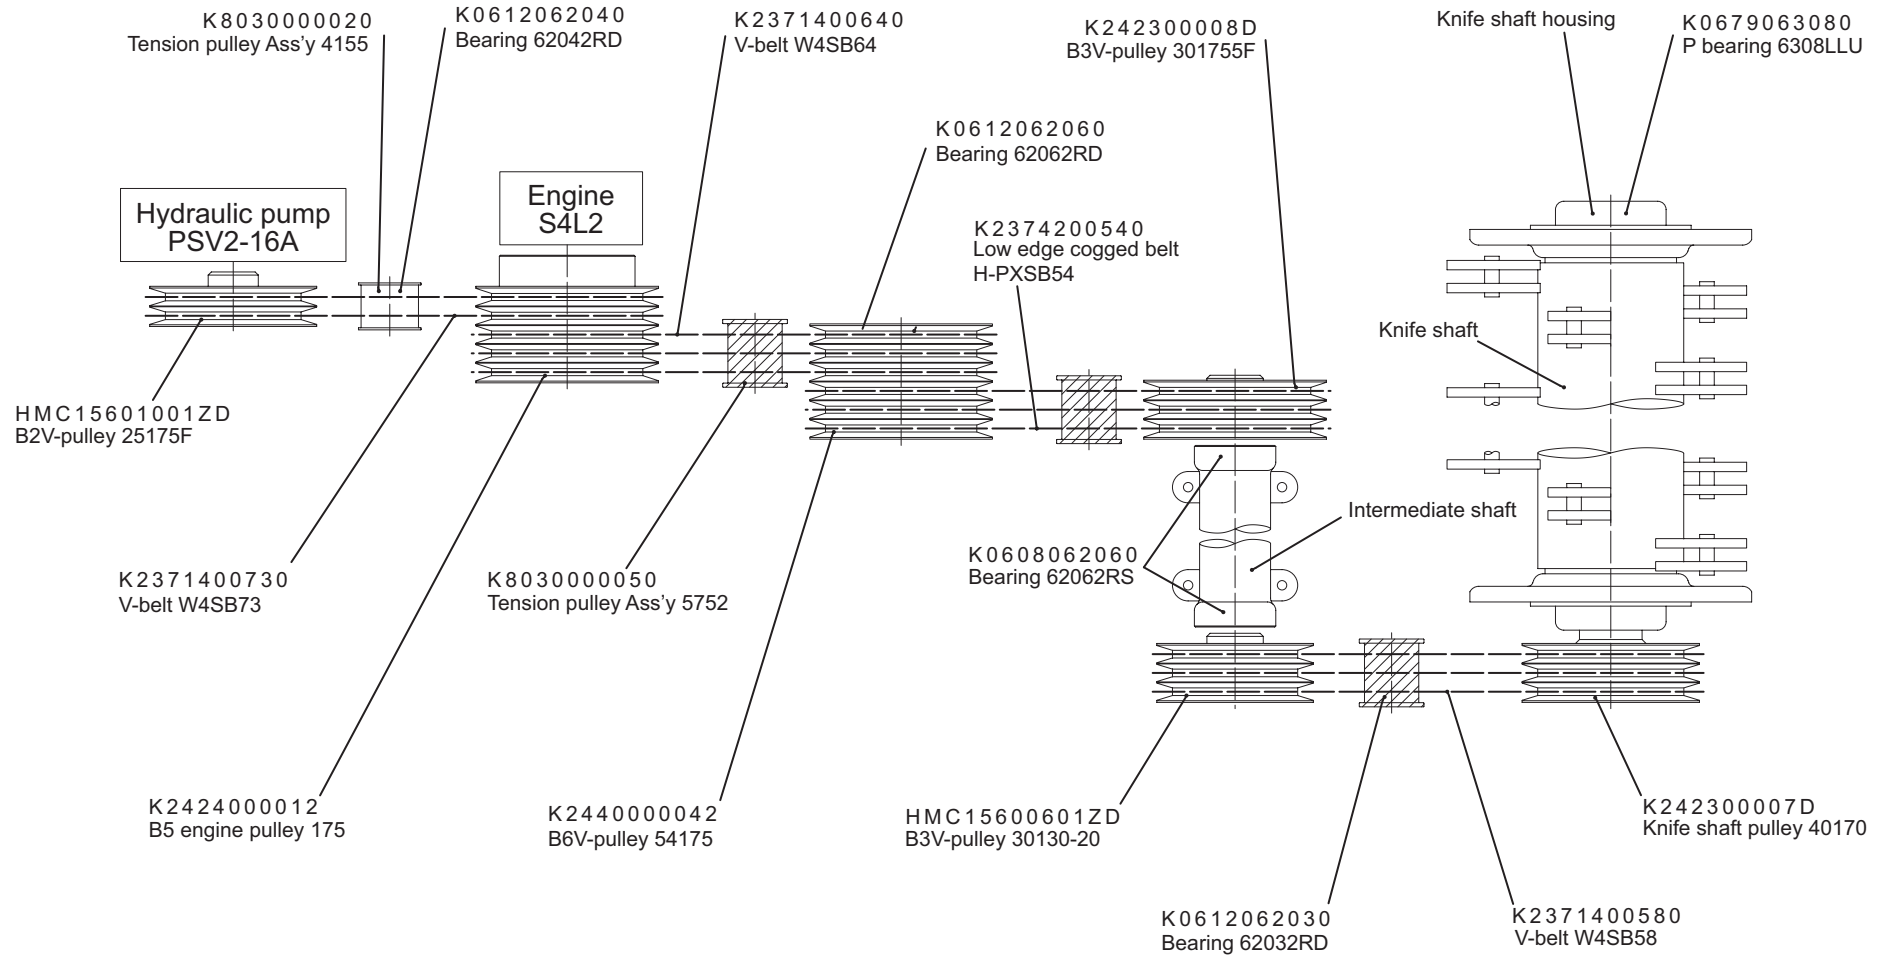 K8030000020
Tension pulley Ass’y 4155
K0612062040
Bearing 62042RD
K2371400640
V-belt W4SB64
K242300008D
B3V-pulley 301755F
Knife shaft housing
K0679063080
P bearing 6308LLU
K0612062060
Bearing 62062RD
Hydraulic pump
PSV2-16A
Engine
S4L2
K2374200540
Low edge cogged belt
H-PXSB54
Knife shaft
HMC15601001ZD
B2V-pulley 25175F
Intermediate shaft
K2371400730
V-belt W4SB73
K8030000050
Tension pulley Ass’y 5752
K0608062060
Bearing 62062RS
K2424000012
B5 engine pulley 175
K2440000042
B6V-pulley 54175
HMC15600601ZD
B3V-pulley 30130-20
K242300007D
Knife shaft pulley 40170
K0612062030
Bearing 62032RD
K2371400580
V-belt W4SB58